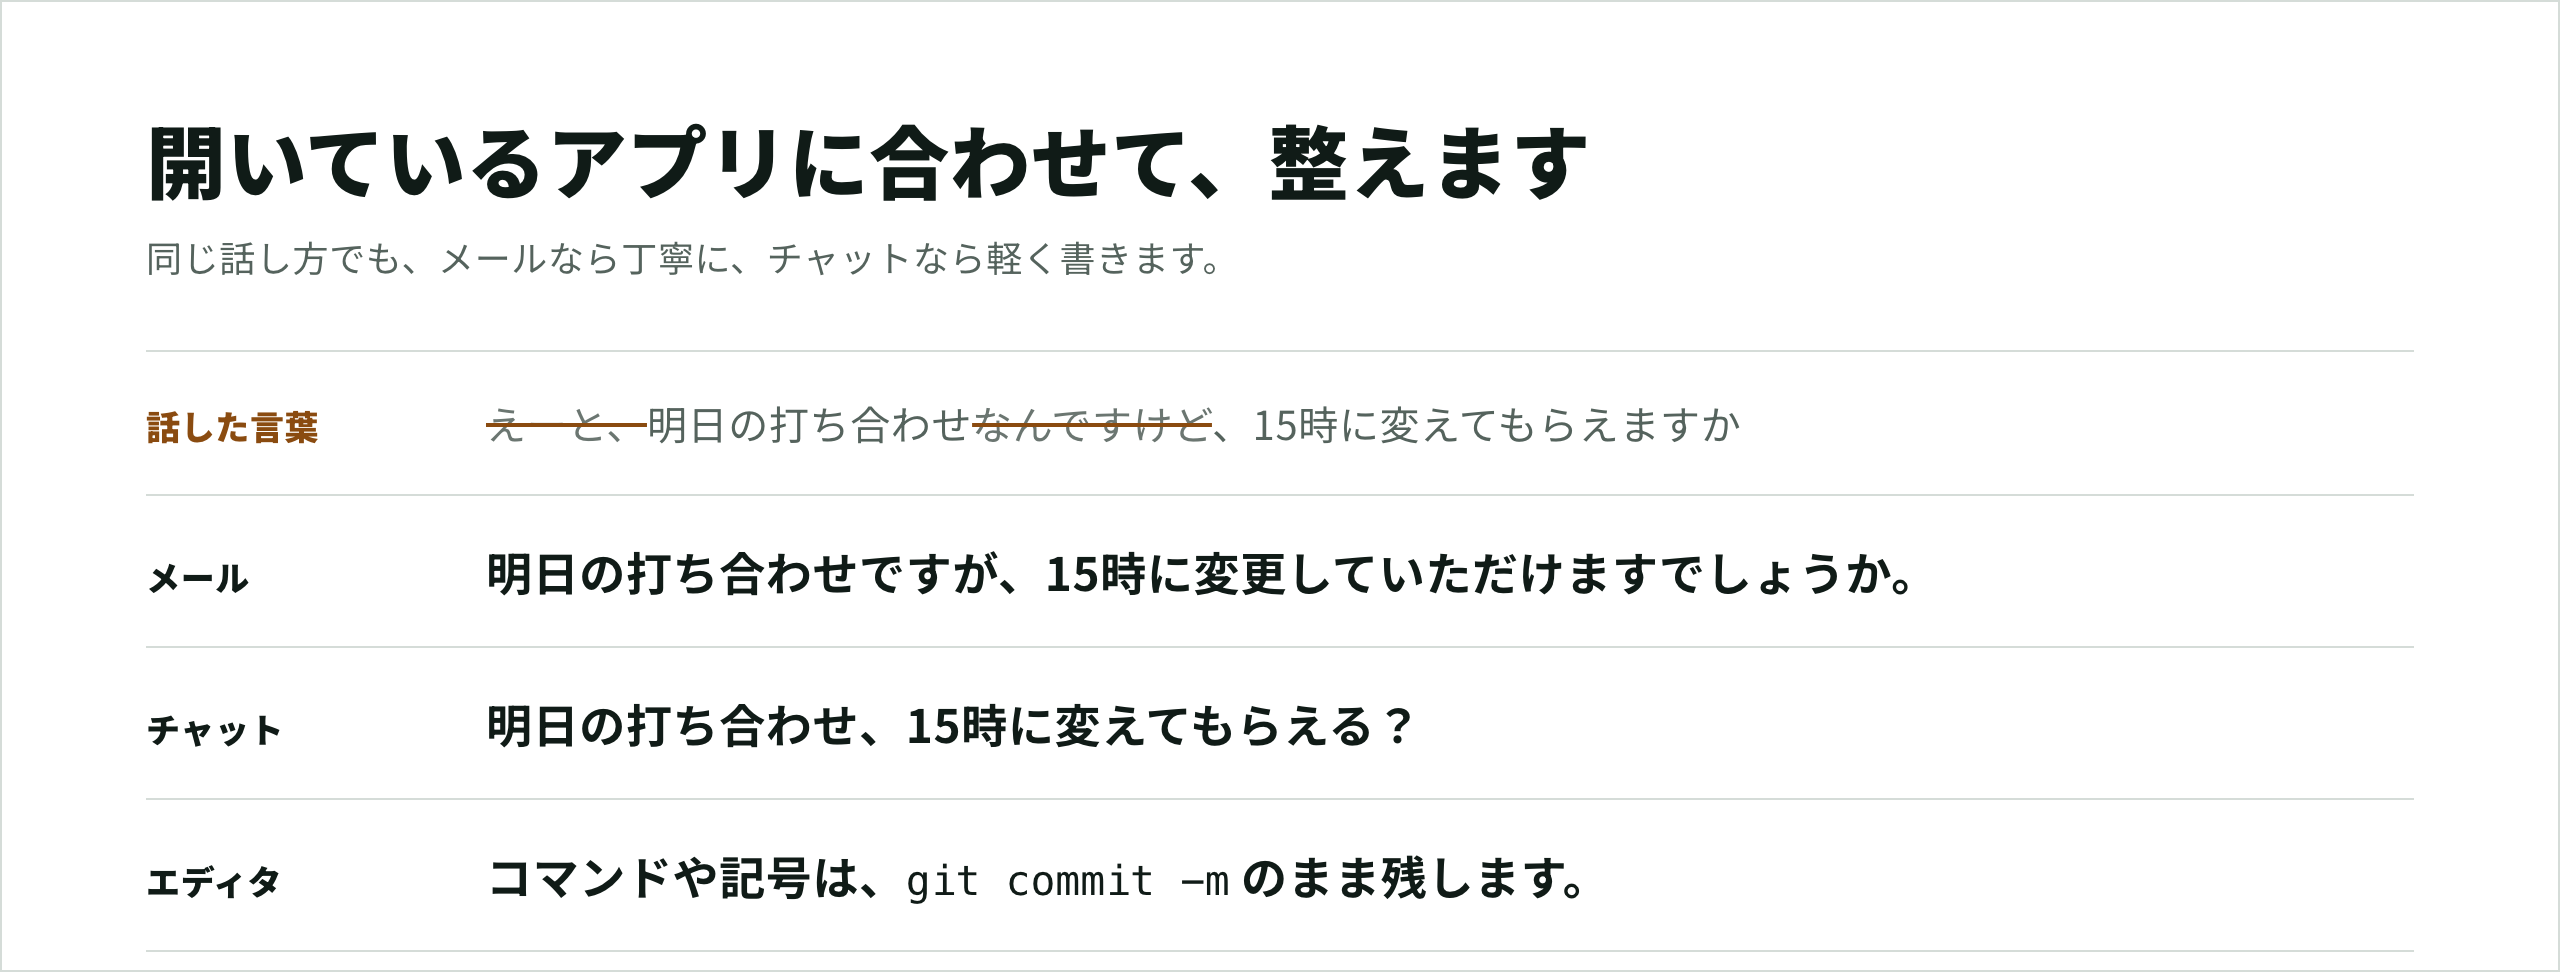 開いているアプリに合わせて、整えます
同じ話し方でも、メールなら丁寧に、チャットなら軽く書きます。
話した言葉 えーと、明日の打ち合わせなんですけど、15時に変えてもらえますか
メール 明日の打ち合わせですが、15時に変更していただけますでしょうか。
チャット 明日の打ち合わせ、15時に変えてもらえる？
エディタ コマンドや記号は、git commit −m のまま残します。